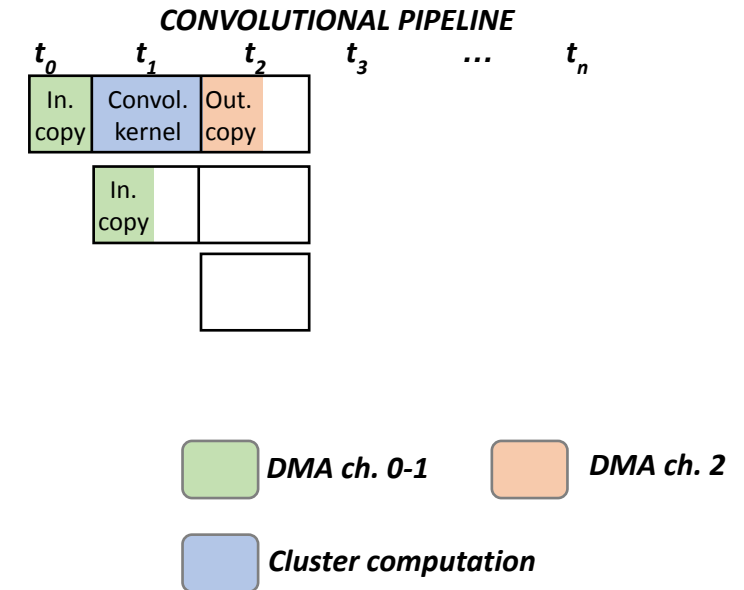 CONVOLUTIONAL PIPELINE
t0 t1 t2 t3 ... tn
In. Convol. Out.
copy kernel copy
In.
copy
DMA ch. 0-1 DMA ch. 2
Cluster computation